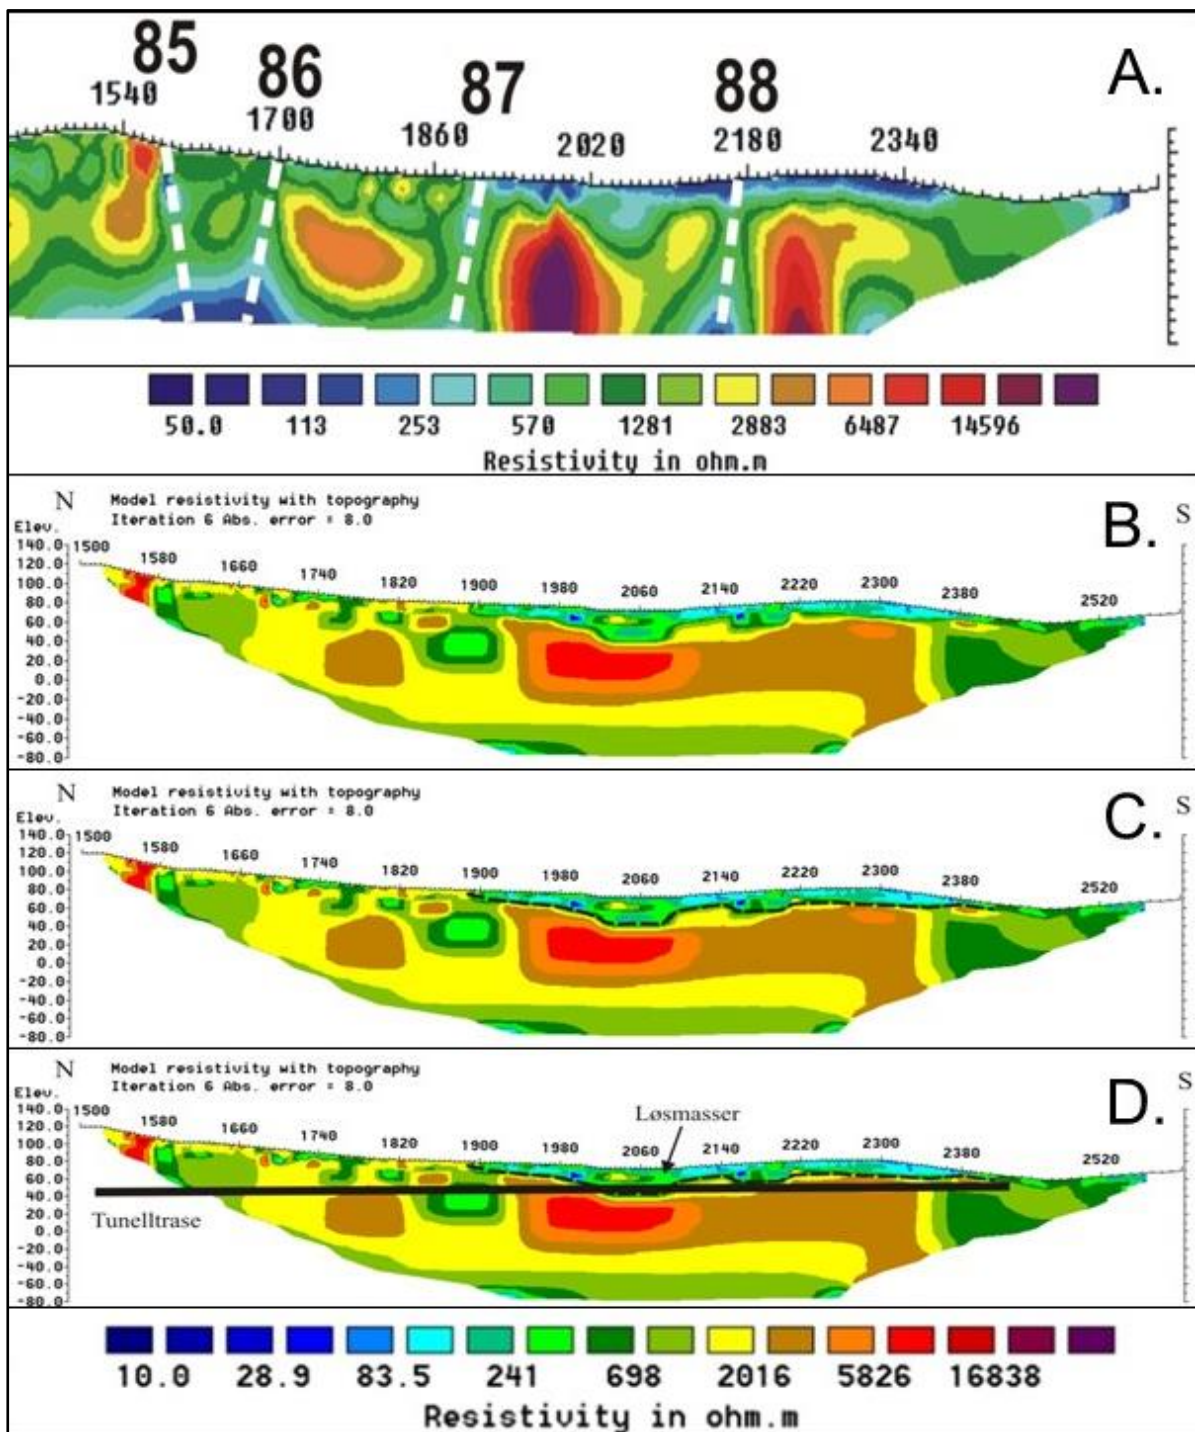 85 86 87 88 A.
1540 1700 1860 2020 2180 2340
50.0 113 253 570 1281 2883 6487 14596
Resistivity in ohm.m
N Model resistivity with topography B. S
Iteration 6 Abs. error = 8.0
Elev.
140.0 1500 1580 1660 1740 1820 1900 1980 2060 2140 2220 2300 2380 2520
120.0
100.0
80.0
60.0
40.0
20.0
0.0
-20.0
-40.0
-60.0
-80.0
N Model resistivity with topography C. S
Iteration 6 Abs. error = 8.0
Elev.
140.0 1500 1580 1660 1740 1820 1900 1980 2060 2140 2220 2300 2380 2520
120.0
100.0
80.0
60.0
40.0
20.0
0.0
-20.0
-40.0
-60.0
-80.0
N Model resistivity with topography D. S
Iteration 6 Abs. error = 8.0
Elev.
Løsmasser
140.0 1500 1580 1660 1740 1820 1900 1980 2060 2140 2220 2300 2380 2520
120.0
100.0
80.0
60.0
40.0
20.0
Tunelltrase
0.0
-20.0
-40.0
-60.0
-80.0
10.0 28.9 83.5 241 698 2016 5826 16838
Resistivity in ohm.m